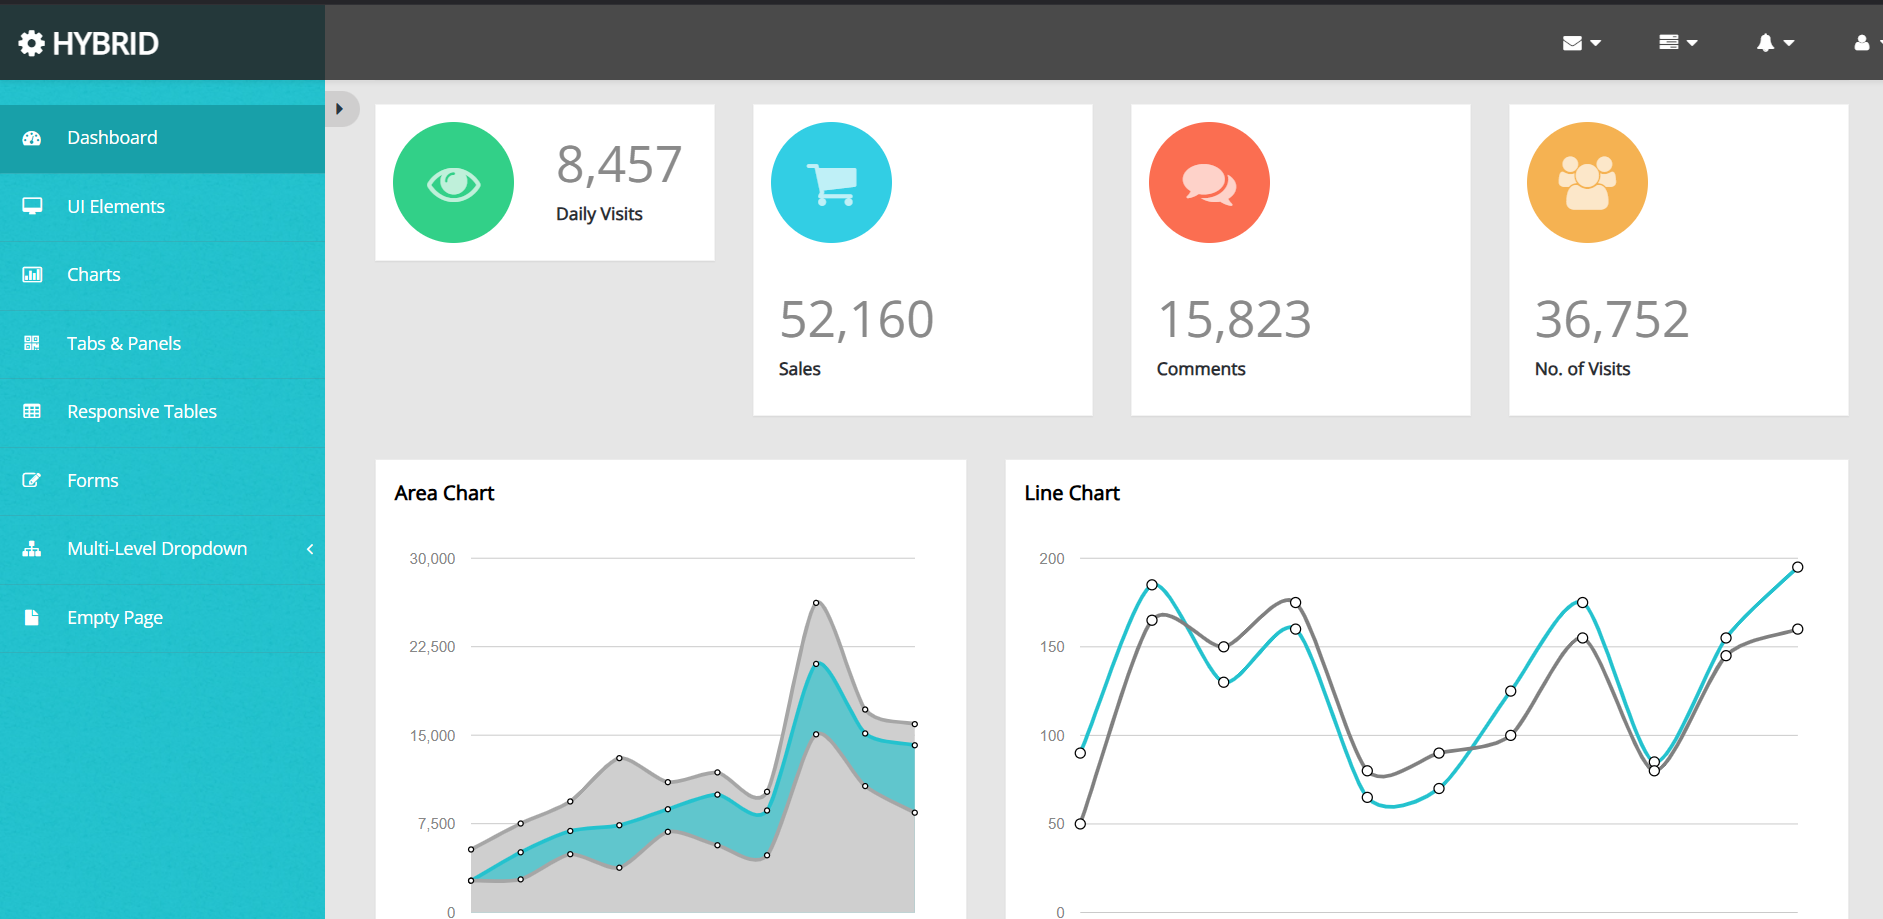 HYBRID
Dashboard
UI Elements
Charts
Tabs & Panels
Responsive Tables
Forms
Multi-Level Dropdown
Empty Page
8,457
Daily Visits
52,160
Sales
15,823
Comments
36,752
No. of Visits
Area Chart
30,000
22,500
15,000
7,500
0
Line Chart
200
150
100
50
0